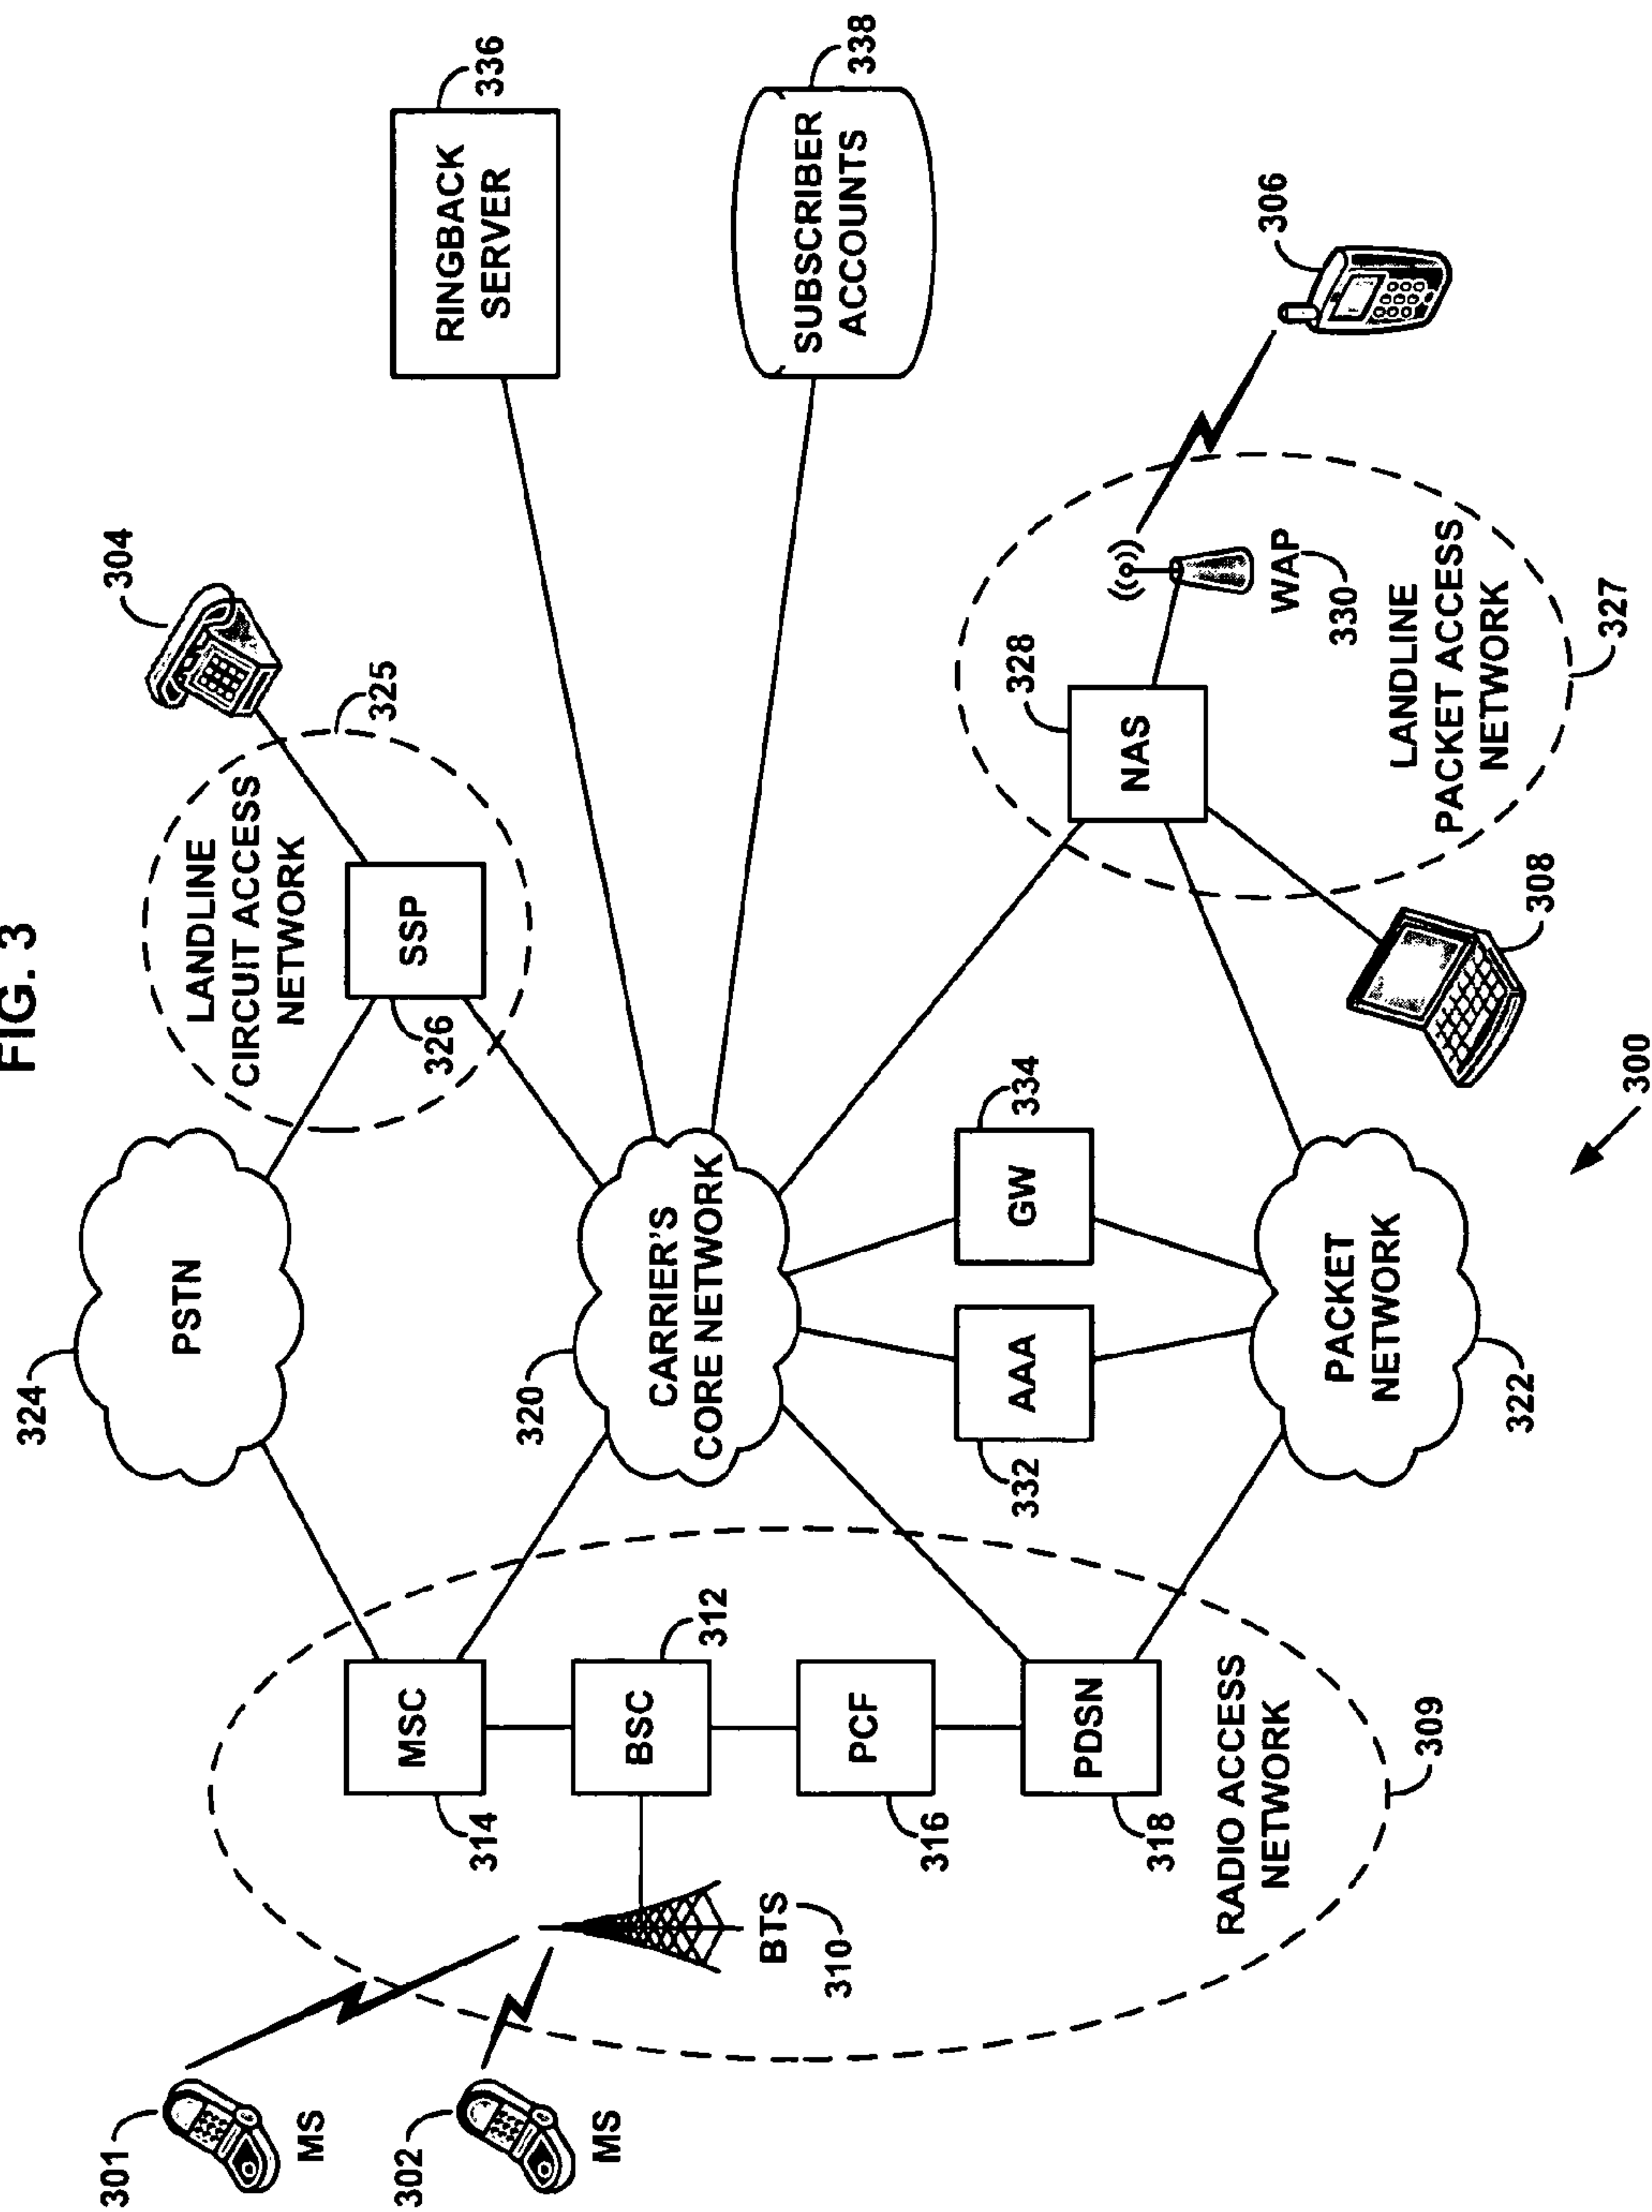 FIG. 3
324
PSTN
LANDLINE
CIRCUIT ACCESS
NETWORK
325
304
SSP
326
RINGBACK
SERVER
336
SUBSCRIBER
ACCOUNTS
338
301
MS
302
MS
BTS
310
MSC
314
BSC
312
PCF
316
PDSN
318
RADIO ACCESS
NETWORK
309
320
CARRIER'S
CORE NETWORK
AAA
332
GW
334
PACKET
NETWORK
322
NAS
328
WAP
330
LANDLINE
PACKET ACCESS
NETWORK
327
306
308
300